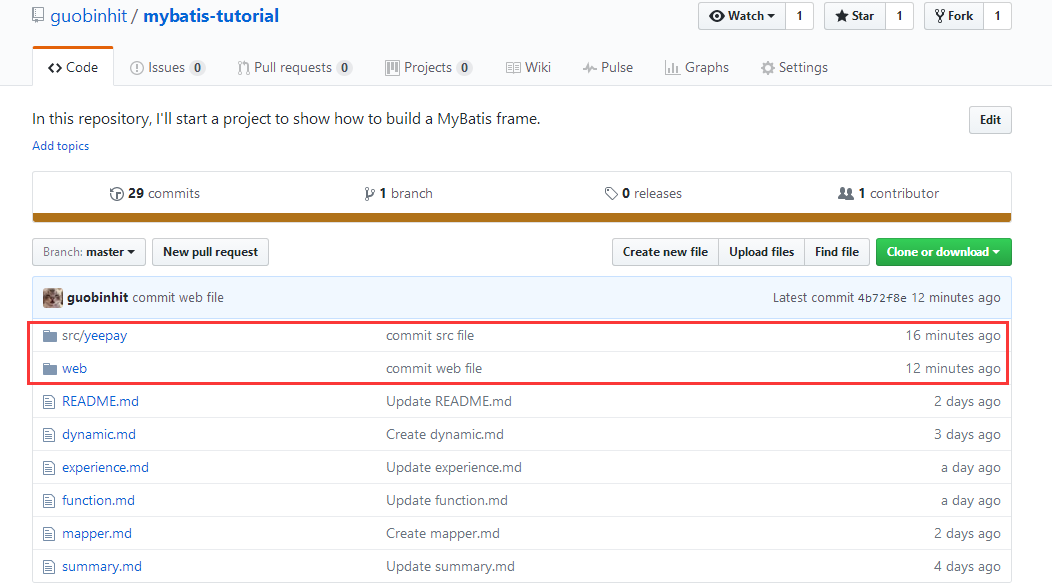 guobinhit / mybatis-tutorial
Watch 1 Star 1 Fork 1
Code Issues 0 Pull requests 0 Projects 0 Wiki Pulse Graphs Settings
In this repository, I'll start a project to show how to build a MyBatis frame. Edit
Add topics
29 commits 1 branch 0 releases 1 contributor
Branch: master New pull request Create new file Upload files Find file Clone or download
guobinhit commit web file Latest commit 4b72f8e 12 minutes ago
src/yeepay commit src file 16 minutes ago
web commit web file 12 minutes ago
README.md Update README.md 2 days ago
dynamic.md Create dynamic.md 3 days ago
experience.md Update experience.md a day ago
function.md Update function.md a day ago
mapper.md Create mapper.md 2 days ago
summary.md Update summary.md 4 days ago